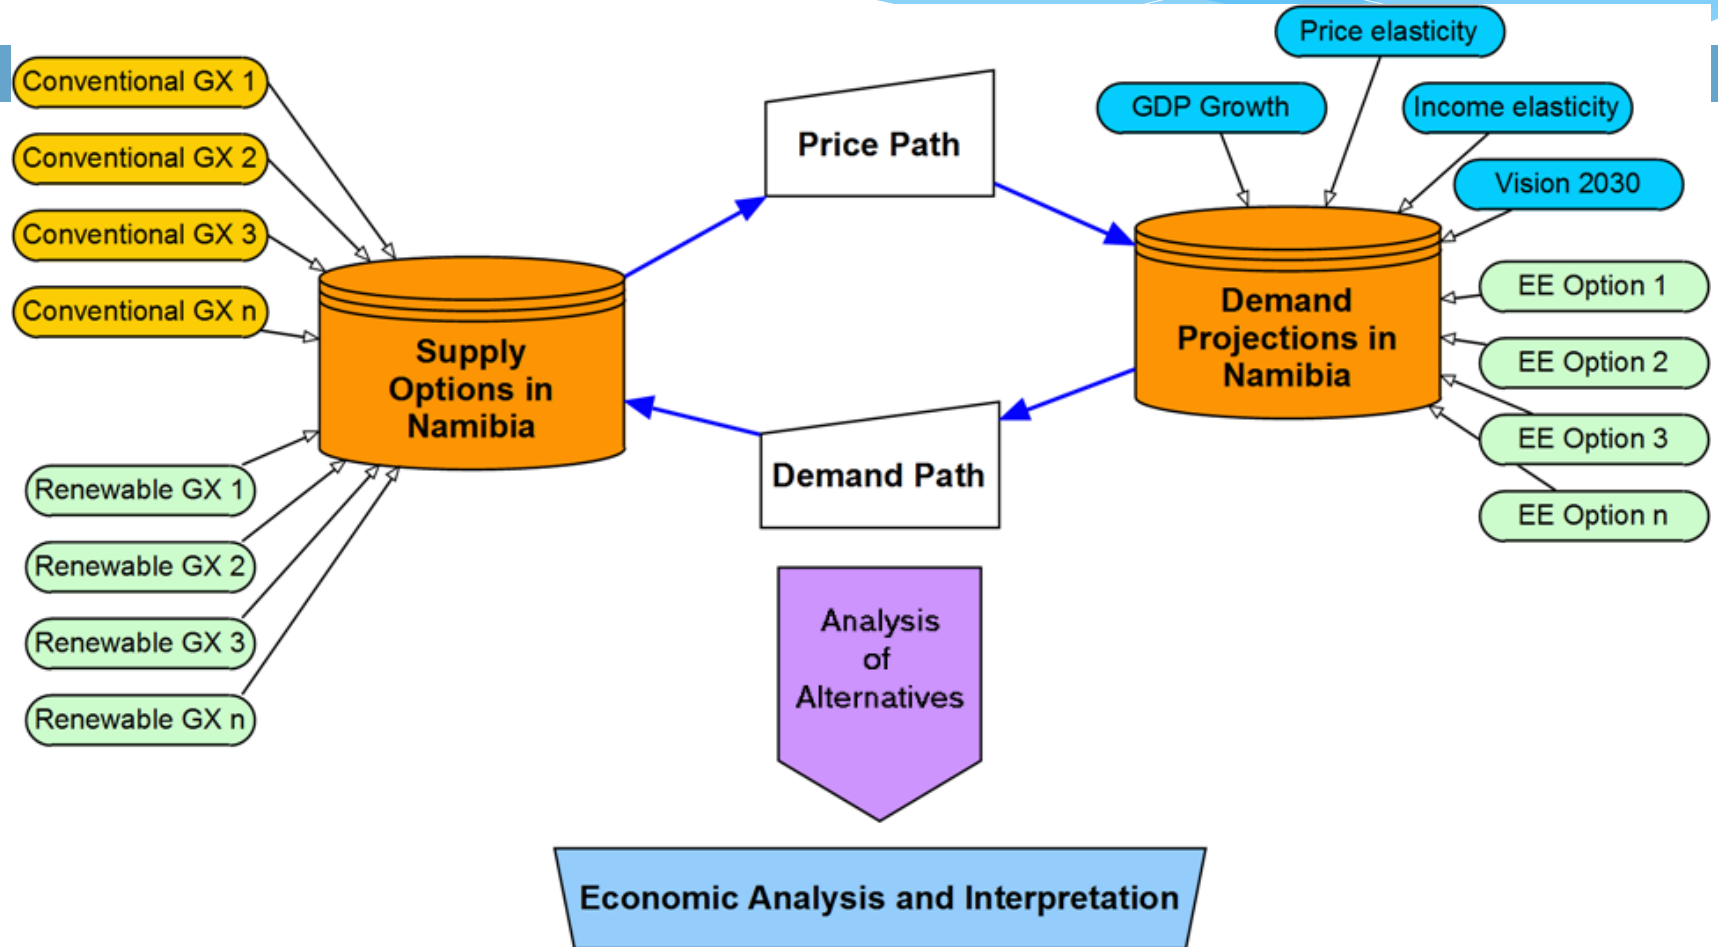 Price elasticity
GDP Growth
Income elasticity
Vision 2030
Conventional GX 1
Conventional GX 2
Conventional GX 3
Conventional GX n
Price Path
Supply
Options in
Namibia
Demand
Projections in
Namibia
EE Option 1
EE Option 2
EE Option 3
EE Option n
Demand Path
Renewable GX 1
Renewable GX 2
Renewable GX 3
Renewable GX n
Analysis
of
Alternatives
Economic Analysis and Interpretation